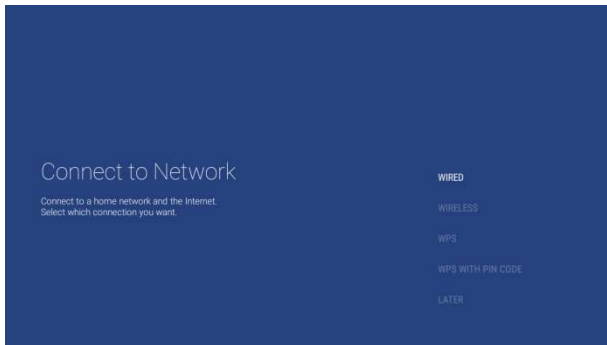 Connect to Network
Connect to a home network and the Internet.
Select which connection you want.
WIRED
WIRELESS
WPS
WPS WITH PIN CODE
LATER